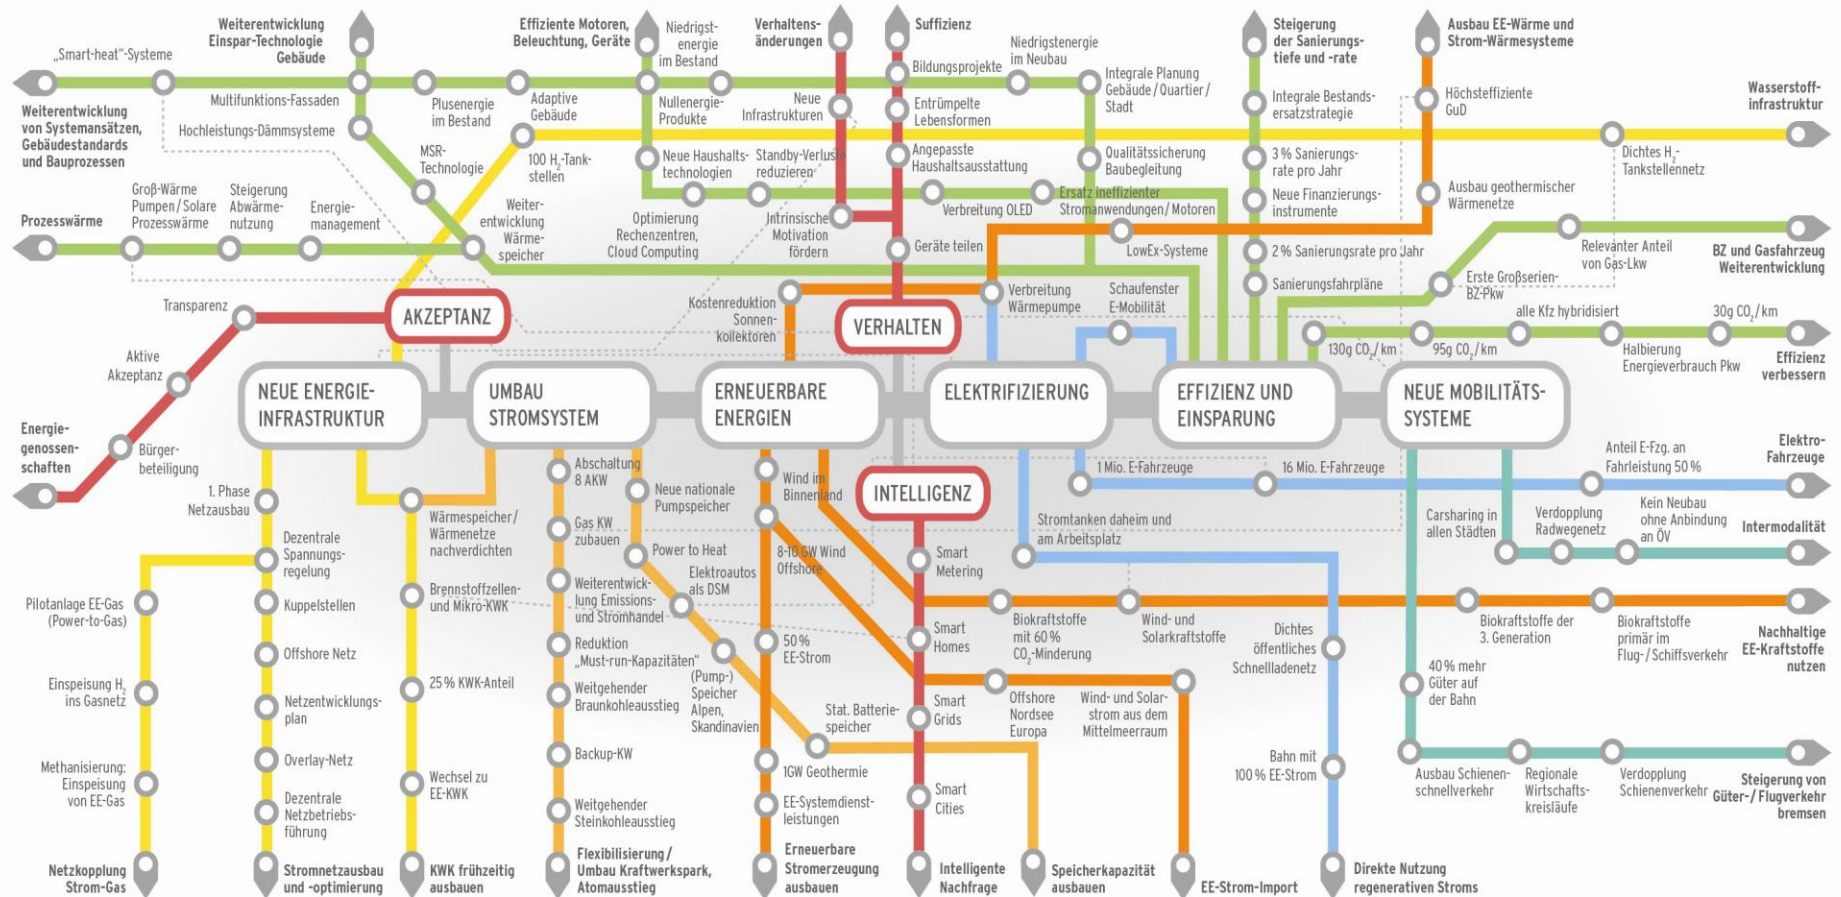 Weiterentwicklung
Einspar-Technologie
Gebäude
Effiziente Motoren,
Beleuchtung, Geräte
Niedrigst-
energie
im Bestand
Verhaltens-
änderungen
Suffizienz
Niedrigstenergie
im Neubau
Steigerung
der Sanierungs-
tiefe und -rate
Ausbau EE-Wärme und
Strom-Wärmesysteme
„Smart-heat“-Systeme
Bildungsprojekte
Integrale Planung
Gebäude/Quartier/
Stadt
Wasserstoff-
infrastruktur
Weiterentwicklung
von Systemansätzen,
Gebäudestandards
und Bauprozessen
Multifunktions-Fassaden
Hochleistungs-Dämmsysteme
Plusenergie
im Bestand
Adaptive
Gebäude
Nullenergie-
Produkte
Neue
Infrastrukturen
Entrümpelte
Lebensformen
Integrale Bestands-
ersatzstrategie
Höchsteffiziente
GuD
MSR-
Technologie
100 H2-Tank-
stellen
Neue Haushalts-
technologien
Standby-Verluste
reduzieren
Angepasste
Haushaltsausstattung
Qualitätssicherung
Baubegleitung
3 % Sanierungs-
rate pro Jahr
Dichtes H2-
Tankstellennetz
Prozesswärme
Groß-Wärme
Pumpen/Solare
Prozesswärme
Steigerung
Abwärme-
nutzung
Energie-
management
Weiter-
entwicklung
Wärme-
speicher
Optimierung
Rechenzentren,
Cloud Computing
Intrinsische
Motivation
fördern
Verbreitung OLED
Ersatz ineffizienter
Stromanwendungen/Motoren
Neue Finanzierungs-
instrumente
Ausbau geothermischer
Wärmenetze
Geräte teilen
LowEx-Systeme
2 % Sanierungsrate pro Jahr
Relevanter Anteil
von Gas-Lkw
BZ und Gasfahrzeug
Weiterentwicklung
Transparenz
AKZEPTANZ
Kostenreduktion
Sonnen-
kollektoren
VERHALTEN
Verbreitung
Wärmepumpe
Schaufenster
E-Mobilität
Sanierungsfahrpläne
Erste Großserien-
BZ-Pkw
alle Kfz hybridisiert
30g CO2/km
130g CO2/km
95g CO2/km
Halbierung
Energieverbrauch Pkw
Effizienz
verbessern
Aktive
Akzeptanz
NEUE ENERGIE-
INFRASTRUKTUR
UMBAU
STROMSYSTEM
ERNEUERBARE
ENERGIEN
ELEKTRIFIZIERUNG
EFFIZIENZ UND
EINSPARUNG
NEUE MOBILITÄTS-
SYSTEME
Energie-
genossen-
schaften
Bürger-
beteiligung
1. Phase
Netzausbau
Abschaltung
8 AKW
Neue nationale
Pumpspeicher
Wind im
Binnenland
INTELLIGENZ
1 Mio. E-Fahrzeuge
16 Mio. E-Fahrzeuge
Anteil E-Fzg. an
Fahrleistung 50 %
Elektro-
Fahrzeuge
Wärmespeicher/
Wärmenetze
nachverdichten
Gas KW
zubauen
Stromtanken daheim und
am Arbeitsplatz
Carsharing in
allen Städten
Verdopplung
Radwegenetz
Kein Neubau
ohne Anbindung
an ÖV
Intermodalität
Dezentrale
Spannungs-
regelung
Power to Heat
Elektroautos
als DSM
8-10 GW Wind
Offshore
Smart
Metering
Pilotanlage EE-Gas
(Power-to-Gas)
Kuppelstellen
Brennstoffzellen-
und Mikro-KWK
Weiterentwick-
lung Emissions-
und Stromhandel
Biokraftstoffe
mit 60 %
CO2-Minderung
Wind- und
Solarkraftstoffe
Biokraftstoffe der
3. Generation
Biokraftstoffe
primär im
Flug-/Schiffsverkehr
Nachhaltige
EE-Kraftstoffe
nutzen
Offshore Netz
Reduktion
„Must-run-Kapazitäten“
50 %
EE-Strom
Smart
Homes
Dichtes
öffentliches
Schnellladenetz
Einspeisung H2
ins Gasnetz
Netzentwicklungs-
plan
25 % KWK-Anteil
Weitgehender
Braunkohleausstieg
(Pump-)
Speicher
Alpen,
Skandinavien
Stat. Batterie-
speicher
Smart
Grids
Offshore
Nordsee
Europa
Wind- und Solar-
strom aus dem
Mittelmeerraum
40 % mehr
Güter auf
der Bahn
Methanisierung:
Einspeisung
von EE-Gas
Overlay-Netz
Wechsel zu
EE-KWK
Backup-KW
1GW Geothermie
Smart
Cities
Bahn mit
100 % EE-Strom
Ausbau Schienen-
schnellverkehr
Regionale
Wirtschafts-
kreisläufe
Verdopplung
Schienenverkehr
Steigerung von
Güter-/Flugverkehr
bremsen
Dezentrale
Netzbetriebs-
führung
Weitgehender
Steinkohleausstieg
EE-Systemdienst-
leistungen
Netzkopplung
Strom-Gas
Stromnetzausbau
und -optimierung
KWK frühzeitig
ausbauen
Flexibilisierung/
Umbau Kraftwerkspark,
Atomausstieg
Erneuerbare
Stromerzeugung
ausbauen
Intelligente
Nachfrage
Speicherkapazität
ausbauen
EE-Strom-Import
Direkte Nutzung
regenerativen Stroms